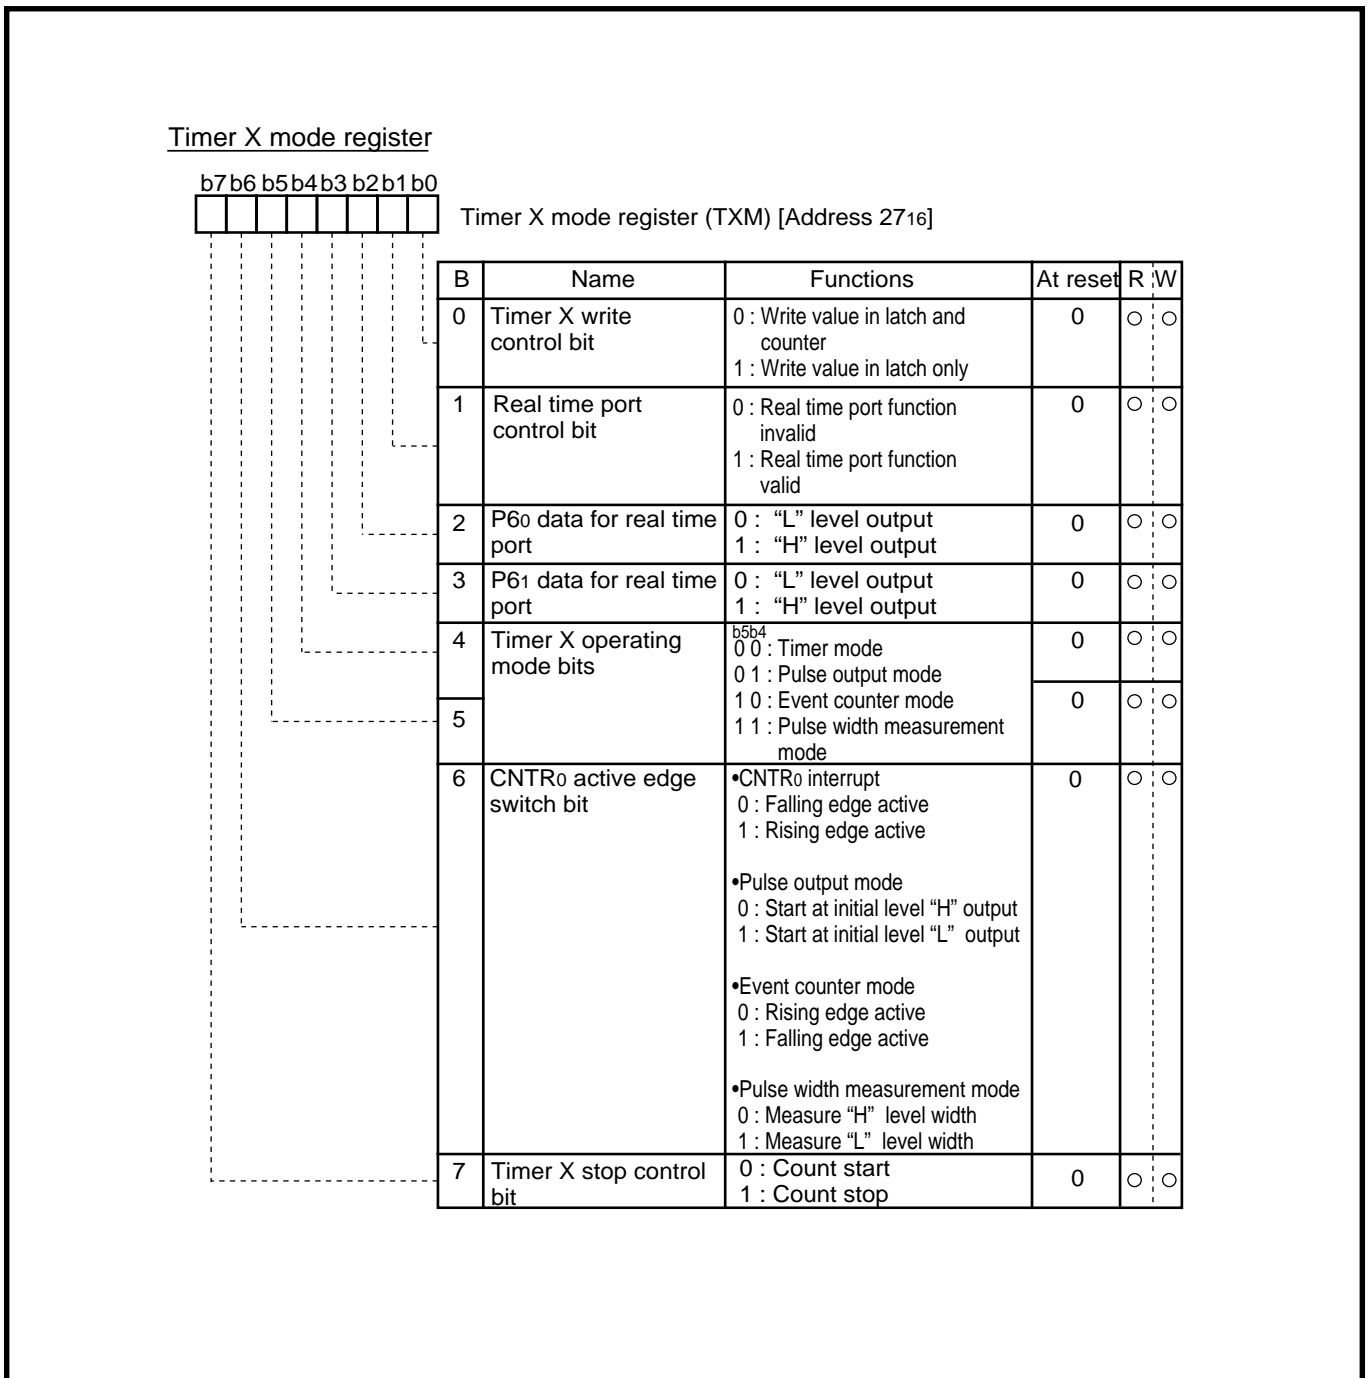 Timer X mode register
b7b6 b5b4b3 b2b1b0
Timer X mode register (TXM) [Address 2716]
B Name Functions At reset R W
0 Timer X write control bit
0 : Write value in latch and counter
1 : Write value in latch only
0 ○ ○
1 Real time port control bit
0 : Real time port function invalid
1 : Real time port function valid
0 ○ ○
2 P60 data for real time port
0 : “L” level output
1 : “H” level output
0 ○ ○
3 P61 data for real time port
0 : “L” level output
1 : “H” level output
0 ○ ○
4 Timer X operating mode bits
b5b4
0 0 : Timer mode
0 1 : Pulse output mode
0 ○ ○
5
1 0 : Event counter mode
1 1 : Pulse width measurement mode
0 ○ ○
6 CNTR0 active edge switch bit
•CNTR0 interrupt
0 : Falling edge active
1 : Rising edge active
•Pulse output mode
0 : Start at initial level “H” output
1 : Start at initial level “L” output
•Event counter mode
0 : Rising edge active
1 : Falling edge active
•Pulse width measurement mode
0 : Measure “H” level width
1 : Measure “L” level width
0 ○ ○
7 Timer X stop control bit
0 : Count start
1 : Count stop
0 ○ ○